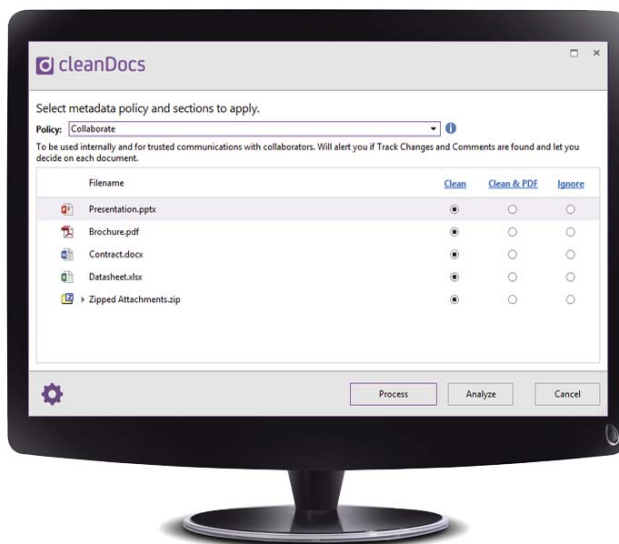 cleanDocs
Select metadata policy and sections to apply.
Policy: Collaborate
To be used internally and for trusted communications with collaborators. Will alert you if Track Changes and Comments are found and let you
decide on each document.
Filename Clean Clean & PDF Ignore
Presentation.pptx
Brochure.pdf
Contract.docx
Datasheet.xlsx
Zipped Attachments.zip
Process Analyze Cancel